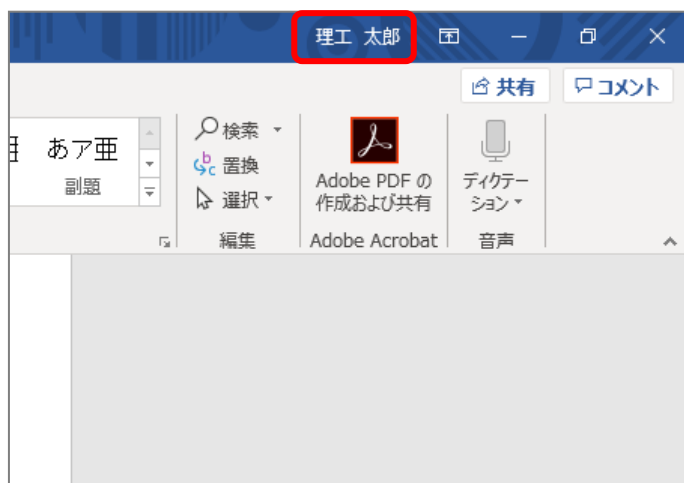 理工 太郎
共有 コメント
あア亜
副題
検索
置換
選択
編集
Adobe PDF の
作成および共有
Adobe Acrobat
ディクテー
ション
音声